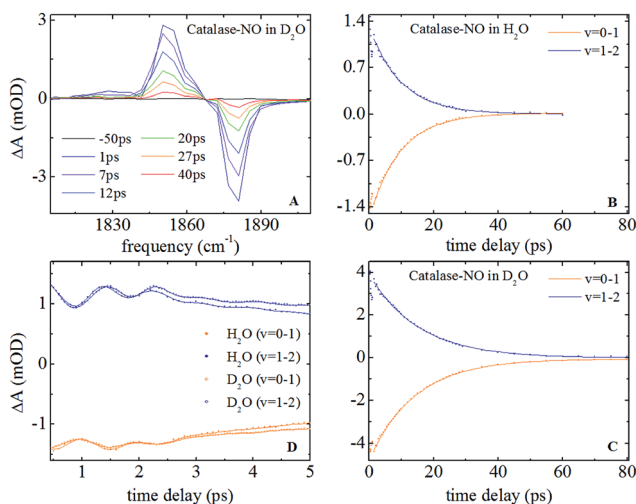 Catalase-NO in D2O
3
0
-3
ΔA (mOD)
-50ps
1ps
7ps
12ps
20ps
27ps
40ps
A
1830 1850 1870 1890
frequency (cm-1)
Catalase-NO in H2O
v=0-1
v=1-2
1.4
0.7
0.0
-0.7
-1.4
B
0 20 40 60 80
time delay (ps)
1
0
-1
ΔA (mOD)
H2O (v=0-1)
H2O (v=1-2)
D2O (v=0-1)
D2O (v=1-2)
D
1 2 3 4 5
time delay (ps)
Catalase-NO in D2O
v=0-1
v=1-2
4
2
0
-2
-4
C
0 20 40 60 80
time delay (ps)